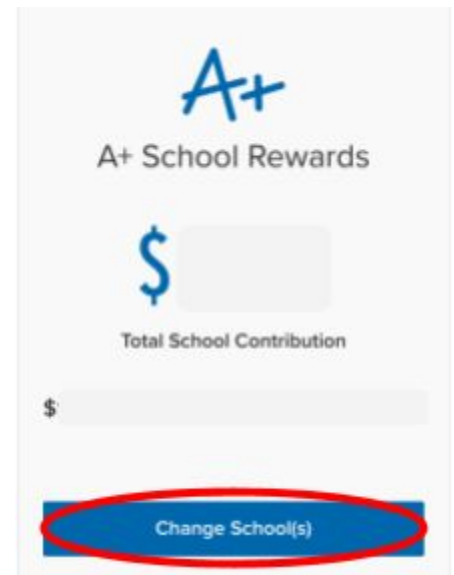 A+
A+ School Rewards
$
Total School Contribution
$
Change School(s)